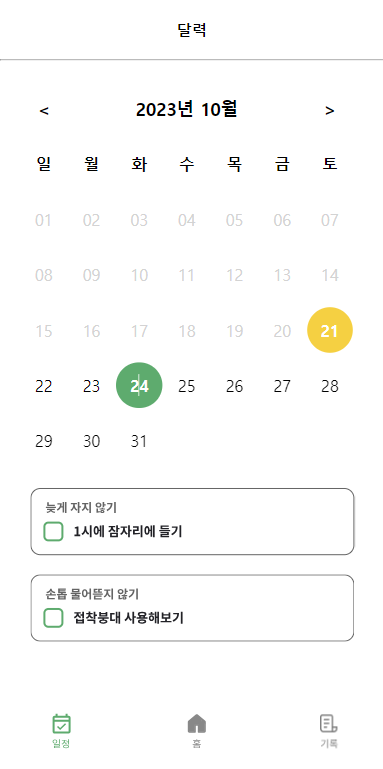 달력
< 2023년 10월 >
일 월 화 수 목 금 토
01 02 03 04 05 06 07
08 09 10 11 12 13 14
15 16 17 18 19 20 21
22 23 24 25 26 27 28
29 30 31
늦게 자지 않기
1시에 잠자리에 들기
손톱 물어뜯지 않기
접착붕대 사용해보기
일정 홈 기록